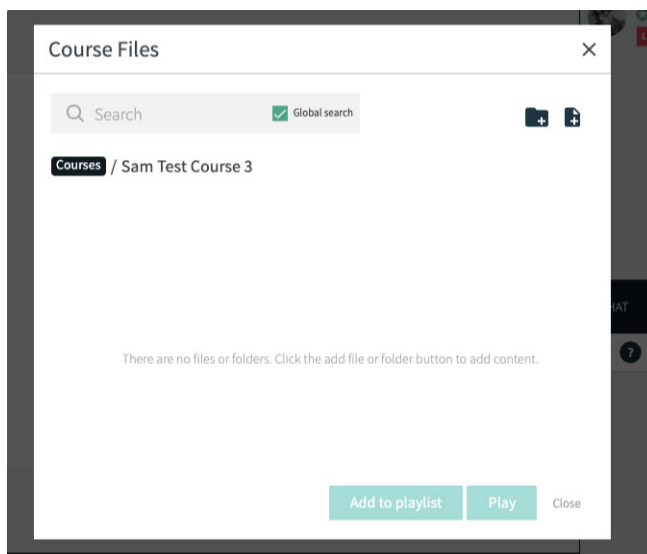 Course Files
Search
Global search
Courses / Sam Test Course 3
HAT
?
There are no files or folders. Click the add file or folder button to add content.
Add to playlist
Play
Close